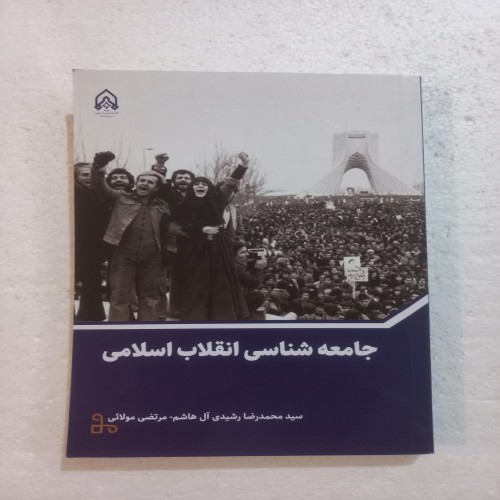 جامعه شناسی انقلاب اسلامی
سید محمدرضا رشیدی آل هاشم- مرتضی مولائی